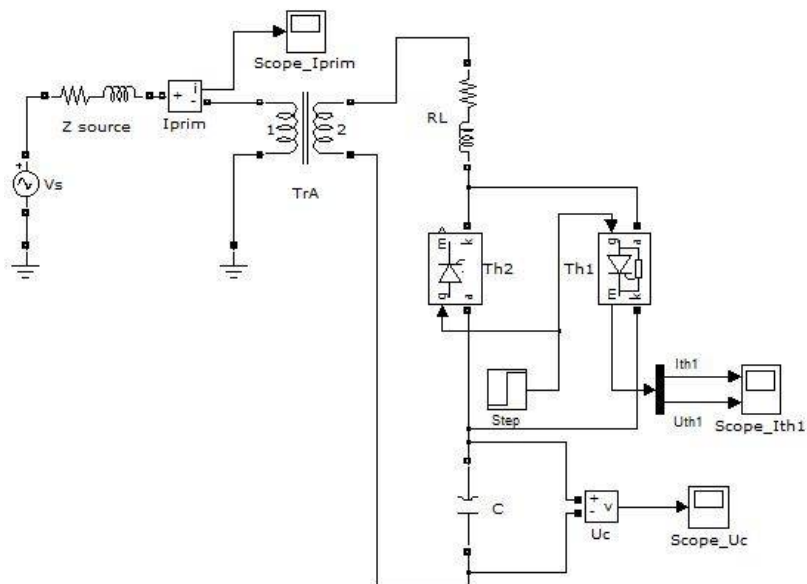 Scope_Iprim
i
+
-
Z source
Iprim
RL
1
2
+
Vs
TrA
m
k
g
a
Th2
Th1
g
a
m
k
Step
Ith1
Uth1
Scope_Ith1
C
+
-
v
Uc
Scope_Uc